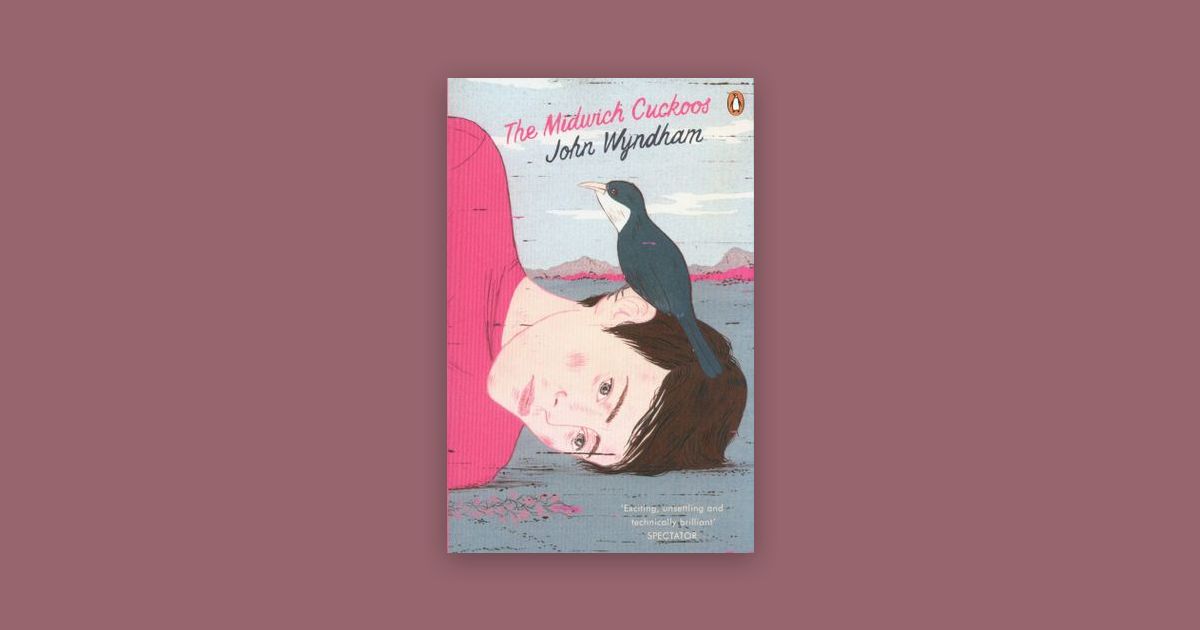 The Midwich Cuckoos
John Wyndham
'Exciting, unsettling and
technically brilliant'
SPECTATOR